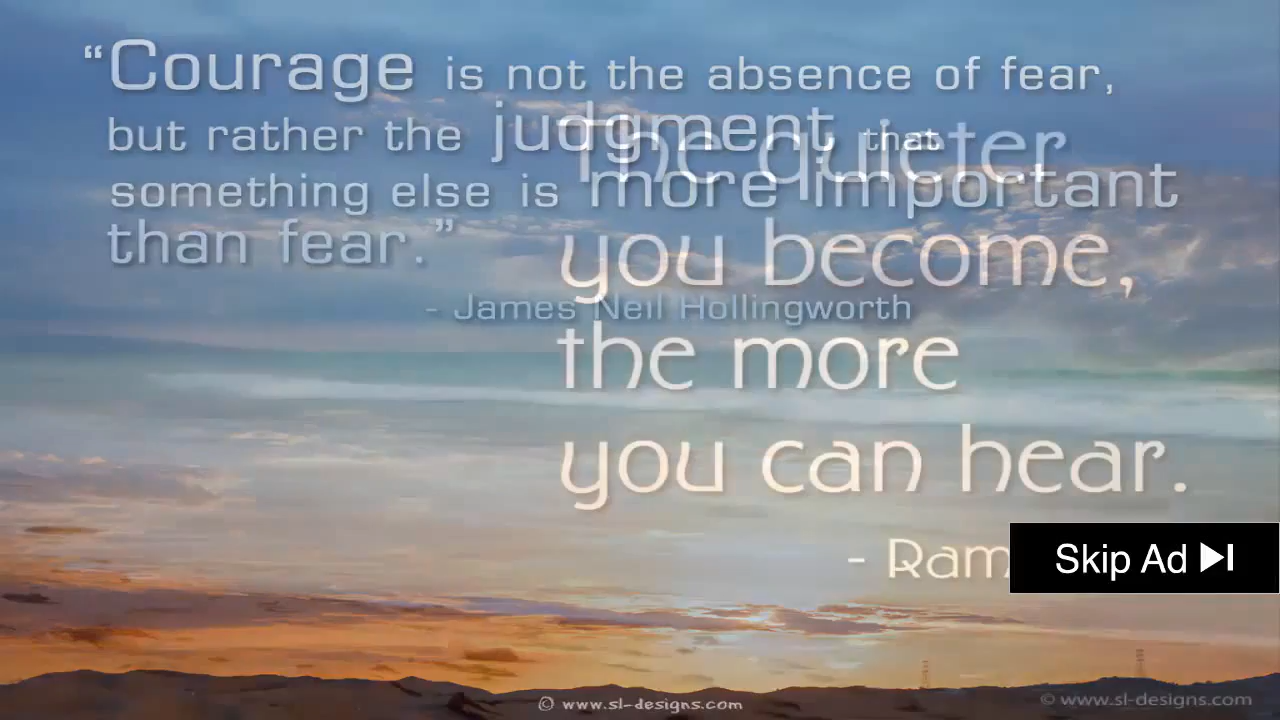 “Courage is not the absence of fear,
but rather the judgment, that
something else is more important
than fear.”
- James Neil Hollingworth
The quieter
you become,
the more
you can hear.
- Ram
Skip Ad
© www.sl-designs.com
© www.sl-designs.com